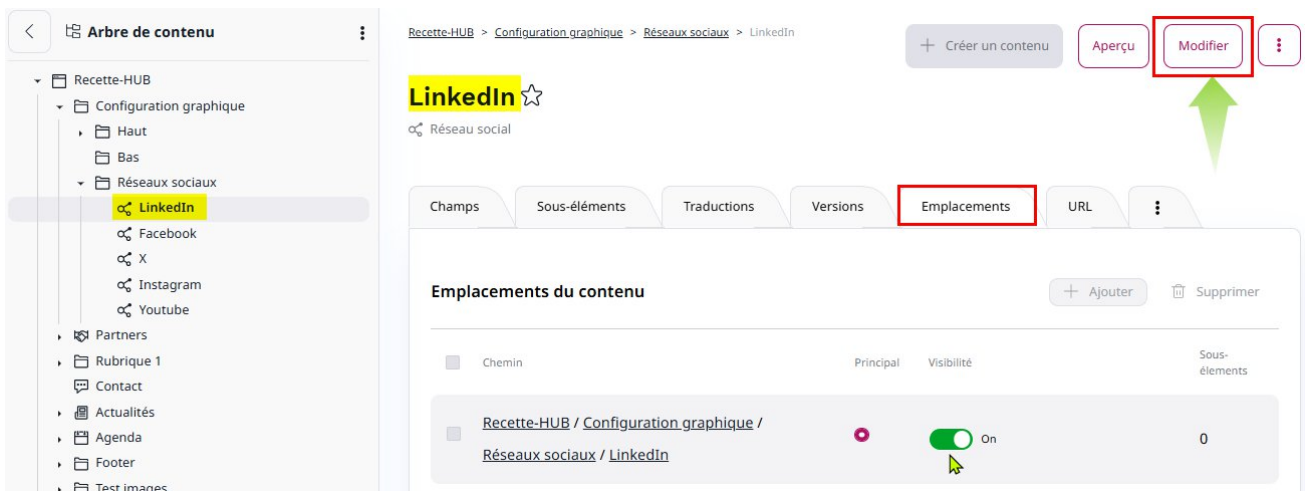 Arbre de contenu
Recette-HUB
Configuration graphique
Haut
Bas
Réseaux sociaux
LinkedIn
Facebook
X
Instagram
Youtube
Partners
Rubrique 1
Contact
Actualités
Agenda
Footer
Test images
Recette-HUB > Configuration graphique > Réseaux sociaux > LinkedIn
+ Créer un contenu
Aperçu
Modifier
LinkedIn
Réseau social
Champs
Sous-éléments
Traductions
Versions
Emplacements
URL
Emplacements du contenu
+ Ajouter
Supprimer
Chemin
Principal
Visibilité
Sous-
élements
Recette-HUB / Configuration graphique /
Réseaux sociaux / LinkedIn
On
0